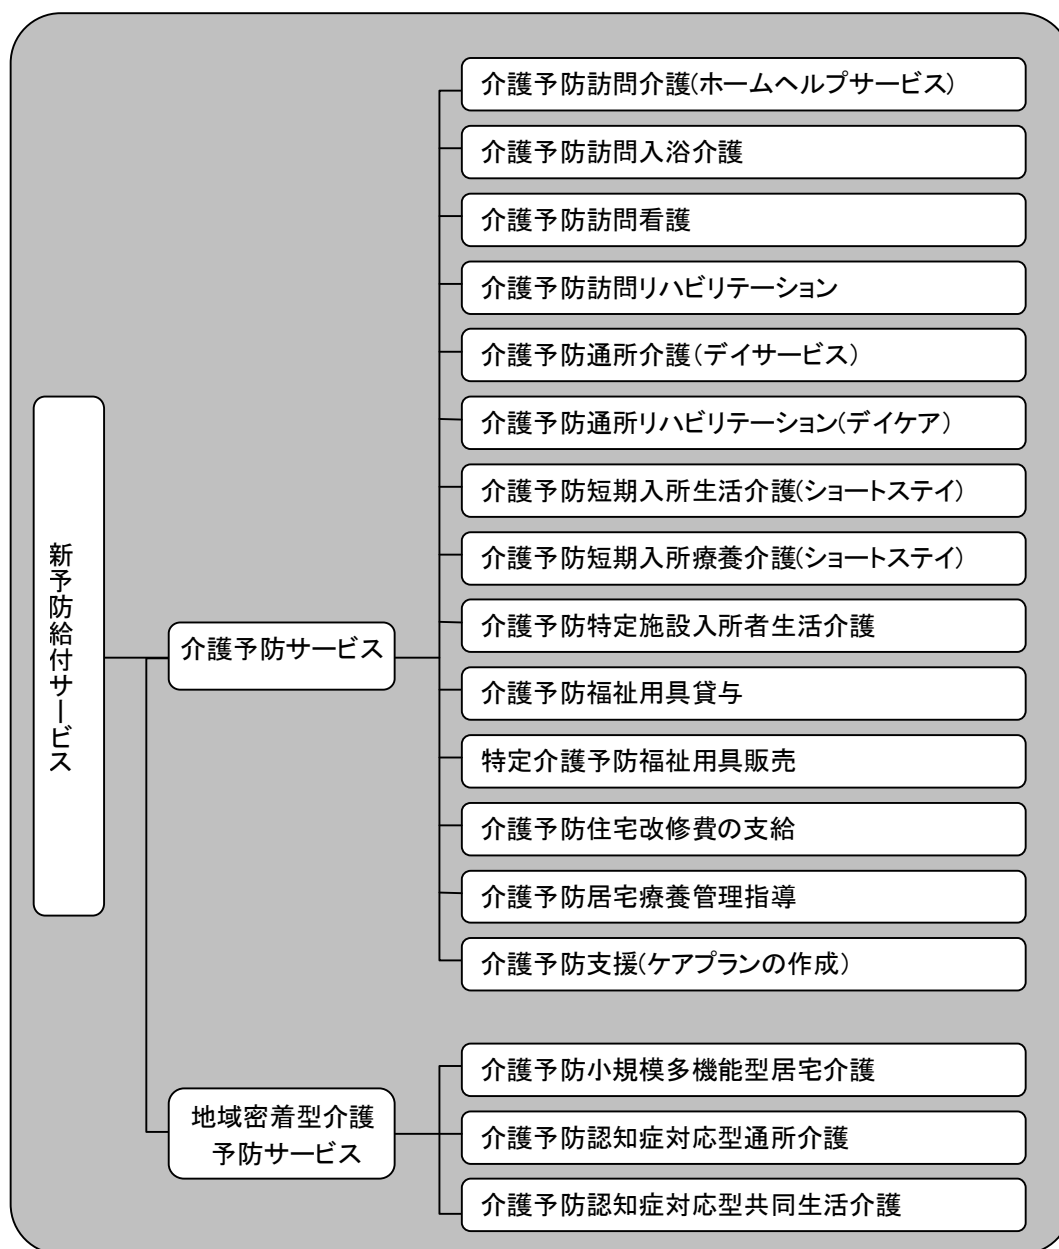 新予防給付サービス
介護予防サービス
介護予防訪問介護(ホームヘルプサービス)
介護予防訪問入浴介護
介護予防訪問看護
介護予防訪問リハビリテーション
介護予防通所介護(デイサービス)
介護予防通所リハビリテーション(デイケア)
介護予防短期入所生活介護(ショートステイ)
介護予防短期入所療養介護(ショートステイ)
介護予防特定施設入所者生活介護
介護予防福祉用具貸与
特定介護予防福祉用具販売
介護予防住宅改修費の支給
介護予防居宅療養管理指導
介護予防支援(ケアプランの作成)
地域密着型介護
予防サービス
介護予防小規模多機能型居宅介護
介護予防認知症対応型通所介護
介護予防認知症対応型共同生活介護